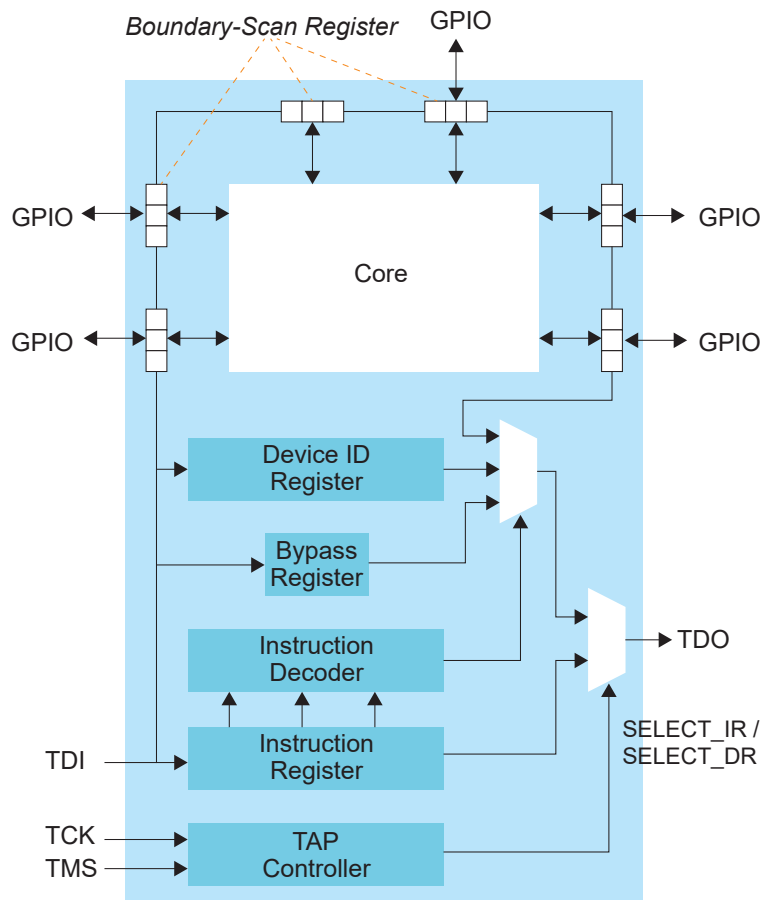 Boundary-Scan Register
GPIO
GPIO
GPIO
Core
GPIO
GPIO
Device ID
Register
Bypass
Register
Instruction
Decoder
TDO
SELECT_IR /
SELECT_DR
Instruction
Register
TDI
TCK
TMS
TAP
Controller